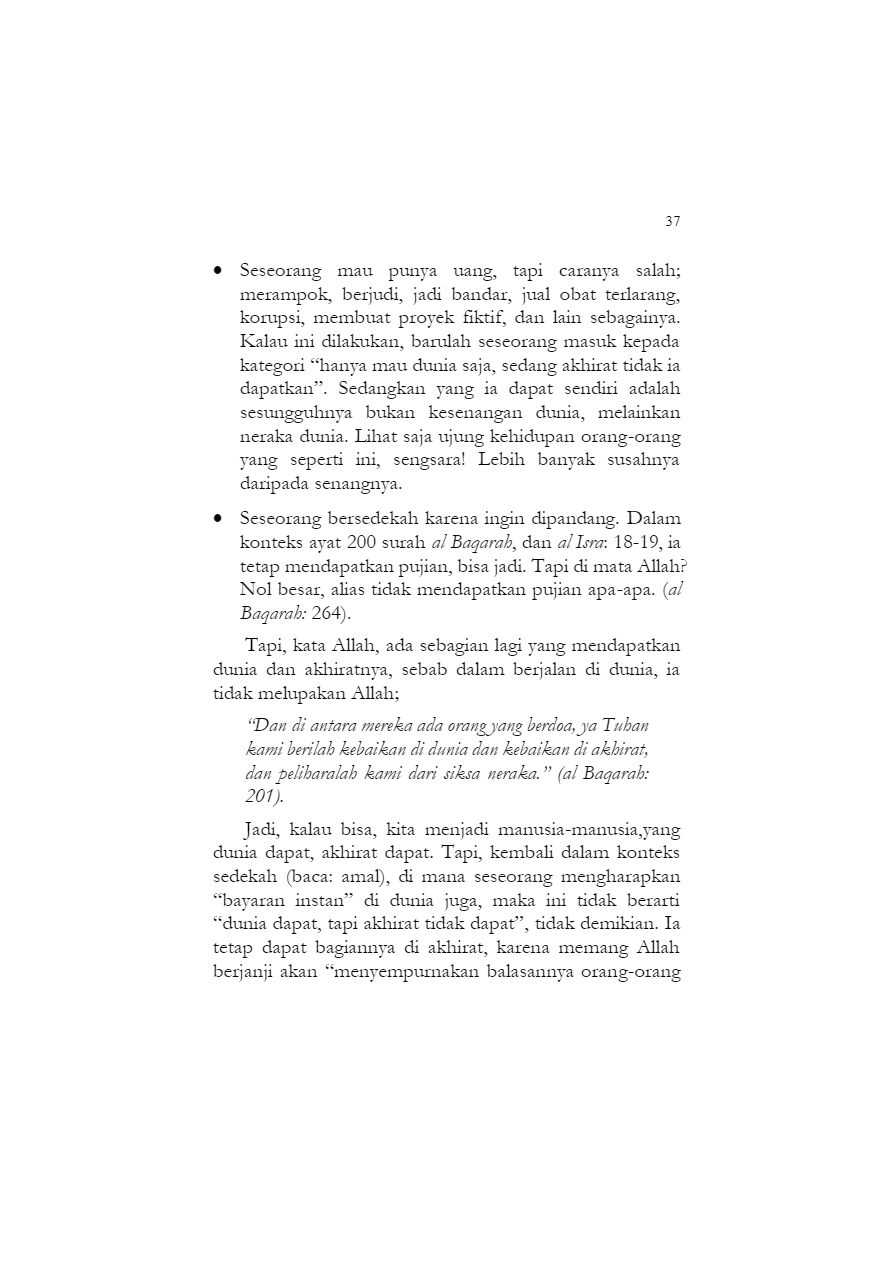 37
• Seseorang mau punya uang, tapi caranya salah;
merampok, berjudi, jadi bandar, jual obat terlarang,
korupsi, membuat proyek fiktif, dan lain sebagainya.
Kalau ini dilakukan, barulah seseorang masuk kepada
kategori “hanya mau dunia saja, sedang akhirat tidak ia
dapatkan”. Sedangkan yang ia dapat sendiri adalah
sesungguhnya bukan kesenangan dunia, melainkan
neraka dunia. Lihat saja ujung kehidupan orang-orang
yang seperti ini, sengsara! Lebih banyak susahnya
daripada senangnya.
• Seseorang bersedekah karena ingin dipandang. Dalam
konteks ayat 200 surah al Baqarah, dan al Isra: 18-19, ia
tetap mendapatkan pujian, bisa jadi. Tapi di mata Allah?
Nol besar, alias tidak mendapatkan pujian apa-apa. (al
Baqarah: 264).
Tapi, kata Allah, ada sebagian lagi yang mendapatkan
dunia dan akhiratnya, sebab dalam berjalan di dunia, ia
tidak melupakan Allah;
“Dan di antara mereka ada orang yang berdoa, ya Tuhan
kami berilah kebaikan di dunia dan kebaikan di akhirat,
dan peliharalah kami dari siksa neraka.” (al Baqarah:
201).
Jadi, kalau bisa, kita menjadi manusia-manusia,yang
dunia dapat, akhirat dapat. Tapi, kembali dalam konteks
sedekah (baca: amal), di mana seseorang mengharapkan
“bayaran instan” di dunia juga, maka ini tidak berarti
“dunia dapat, tapi akhirat tidak dapat”, tidak demikian. Ia
tetap dapat bagiannya di akhirat, karena memang Allah
berjanji akan “menyempurnakan balasannya orang-orang